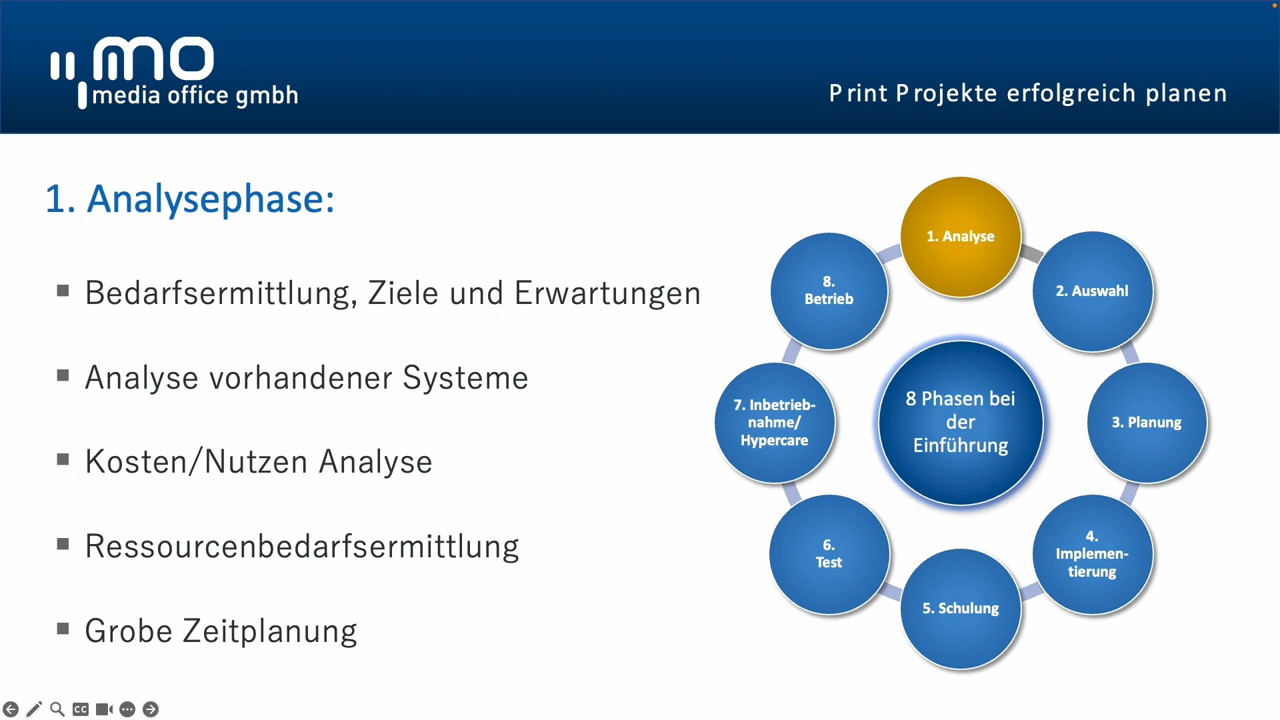 mo
media office gmbh
Print Projekte erfolgreich planen
1. Analysephase:
Bedarfsermittlung, Ziele und Erwartungen
Analyse vorhandener Systeme
Kosten/Nutzen Analyse
Ressourcenbedarfsermittlung
Grobe Zeitplanung
1. Analyse
2. Auswahl
3. Planung
4.
Implemen-
tierung
5. Schulung
6.
Test
7. Inbetrieb-
nahme/
Hypercare
8.
Betrieb
8 Phasen bei
der
Einführung
CC